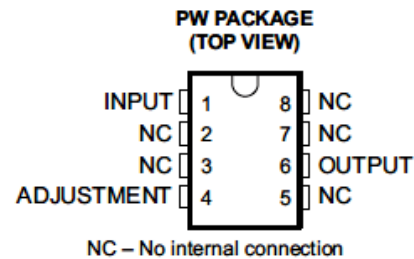 PW PACKAGE
(TOP VIEW)
INPUT 1 8 NC
NC 2 7 NC
NC 3 6 OUTPUT
ADJUSTMENT 4 5 NC
NC – No internal connection